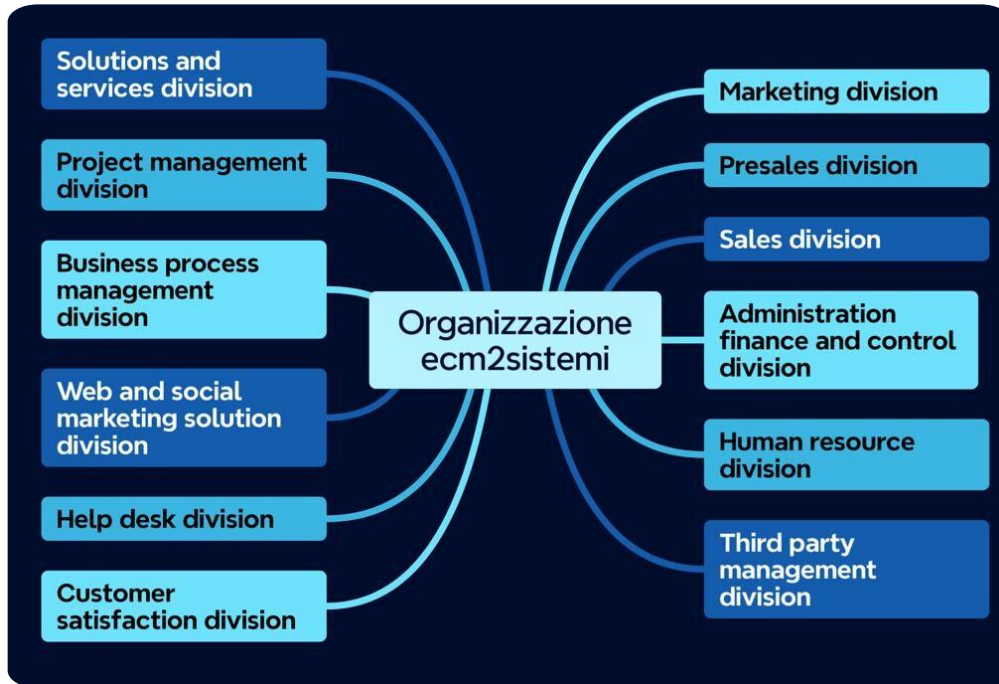 Solutions and
services division
Project management
division
Business process
management
division
Web and social
marketing solution
division
Help desk division
Customer
satisfaction division
Organizzazione
ecm2sistemi
Marketing division
Presales division
Sales division
Administration
finance and control
division
Human resource
division
Third party
management
division